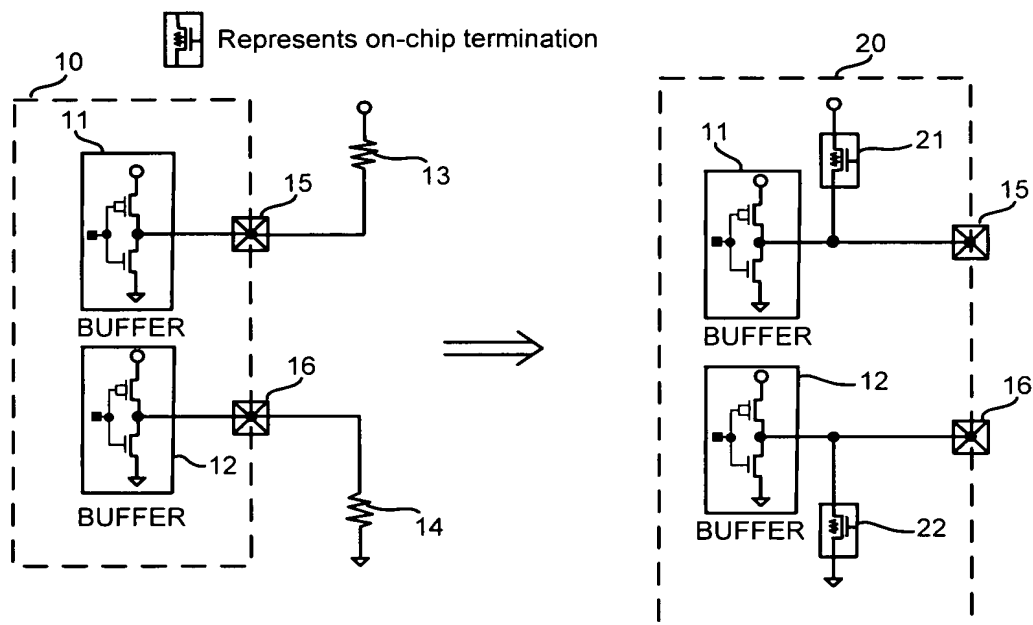 Represents on-chip termination
10
11
15
13
BUFFER
16
12
BUFFER
14
20
11
21
15
BUFFER
12
16
BUFFER
22